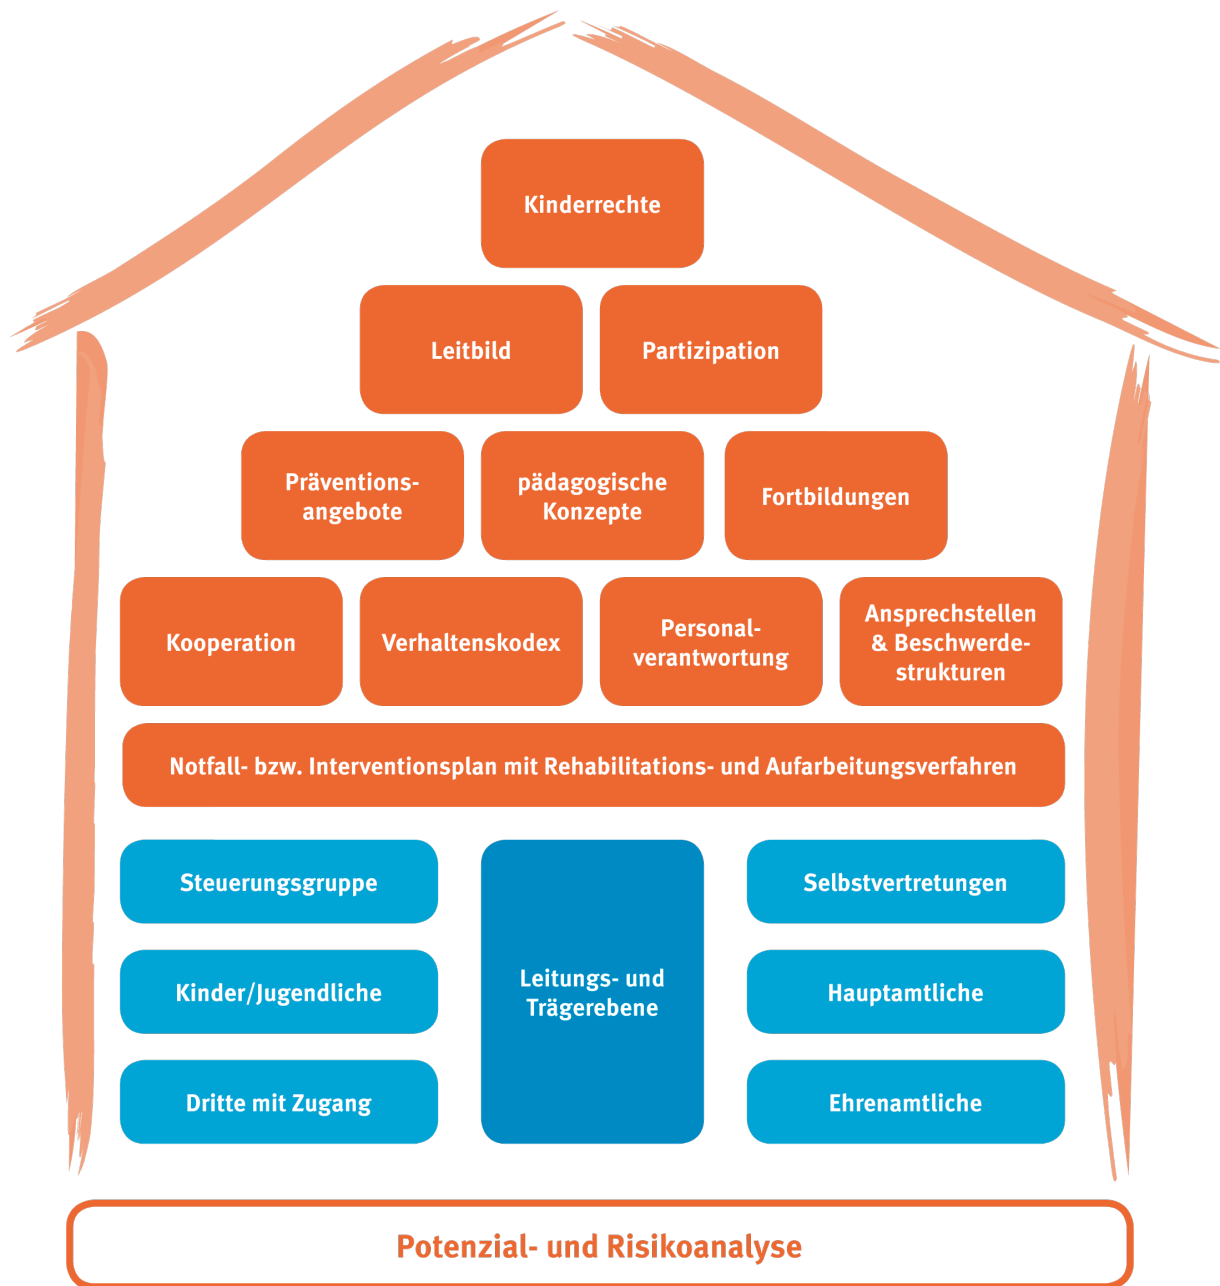 Kinderrechte
Leitbild
Partizipation
Präventions-
angebote
pädagogische
Konzepte
Fortbildungen
Kooperation
Verhaltenskodex
Personal-
verantwortung
Ansprechstellen
& Beschwerde-
strukturen
Notfall- bzw. Interventionsplan mit Rehabilitations- und Aufarbeitungsverfahren
Steuerungsgruppe
Kinder/Jugendliche
Dritte mit Zugang
Leitungs- und
Trägerebene
Selbstvertretungen
Hauptamtliche
Ehrenamtliche
Potenzial- und Risikoanalyse